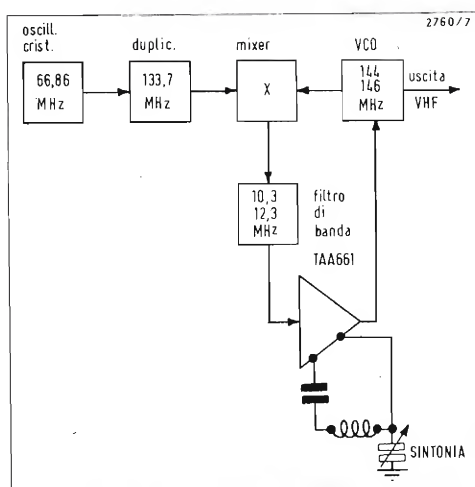 2760/7
oscill.
crist.
duplic.
mixer
VCO
66,86
MHz
133,7
MHz
X
144
146
MHz
uscita
VHF
10,3
12,3
MHz
filtro
di
banda
TAA661
SINTONIA